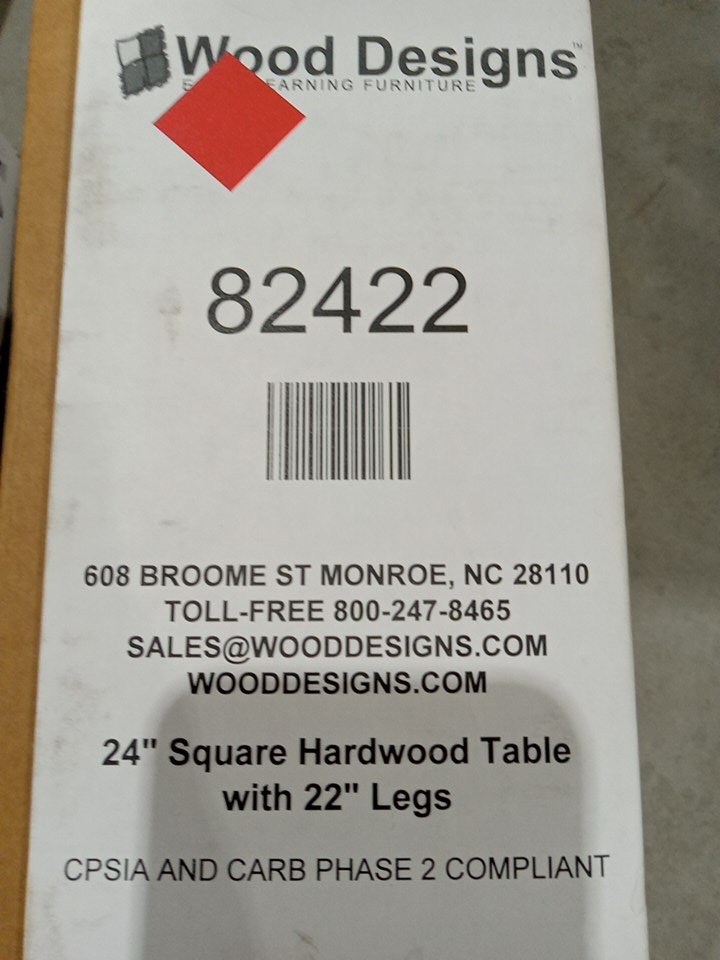 Wood Designs™
E ARNING FURNITURE
82422
608 BROOME ST MONROE, NC 28110
TOLL-FREE 800-247-8465
SALES@WOODDESIGNS.COM
WOODDESIGNS.COM
24" Square Hardwood Table
with 22" Legs
CPSIA AND CARB PHASE 2 COMPLIANT